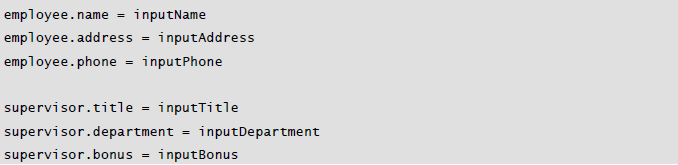 employee.name = inputName
employee.address = inputAddress
employee.phone = inputPhone
supervisor.title = inputTitle
supervisor.department = inputDepartment
supervisor.bonus = inputBonus